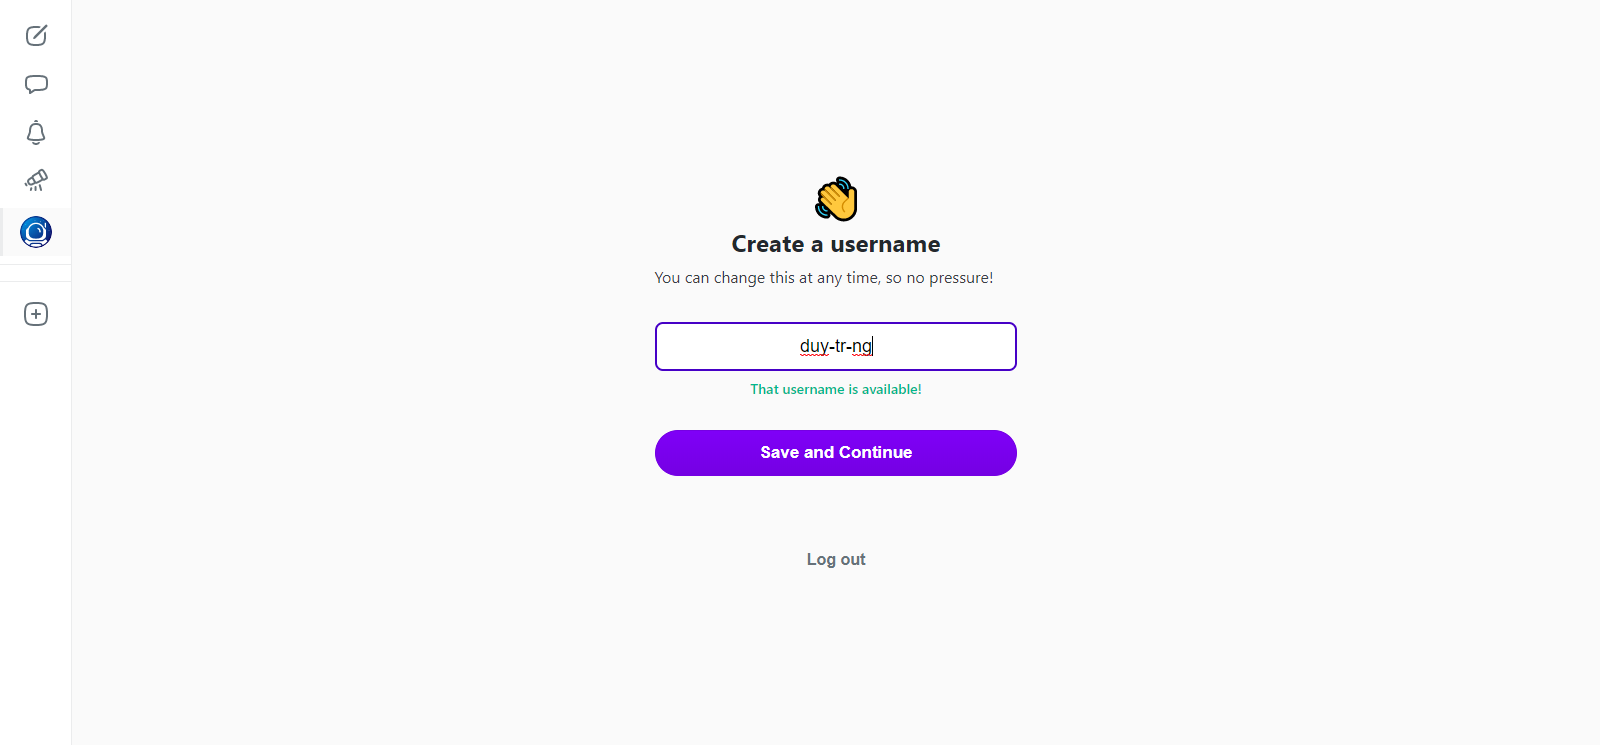 Create a username
You can change this at any time, so no pressure!
duy-tr-ng
That username is available!
Save and Continue
Log out